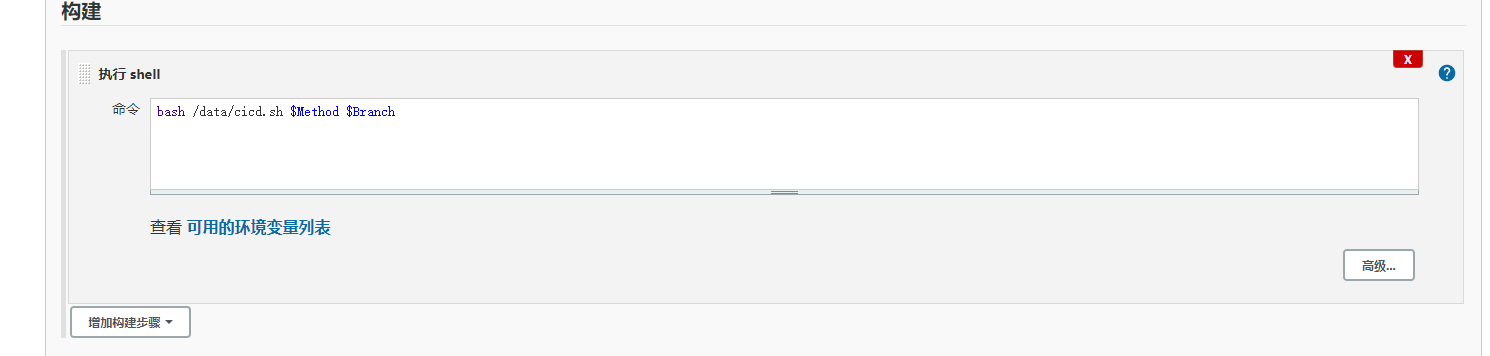 构建
执行 shell
X
?
命令
bash /data/cicd.sh $Method $Branch
查看 可用的环境变量列表
高级...
增加构建步骤